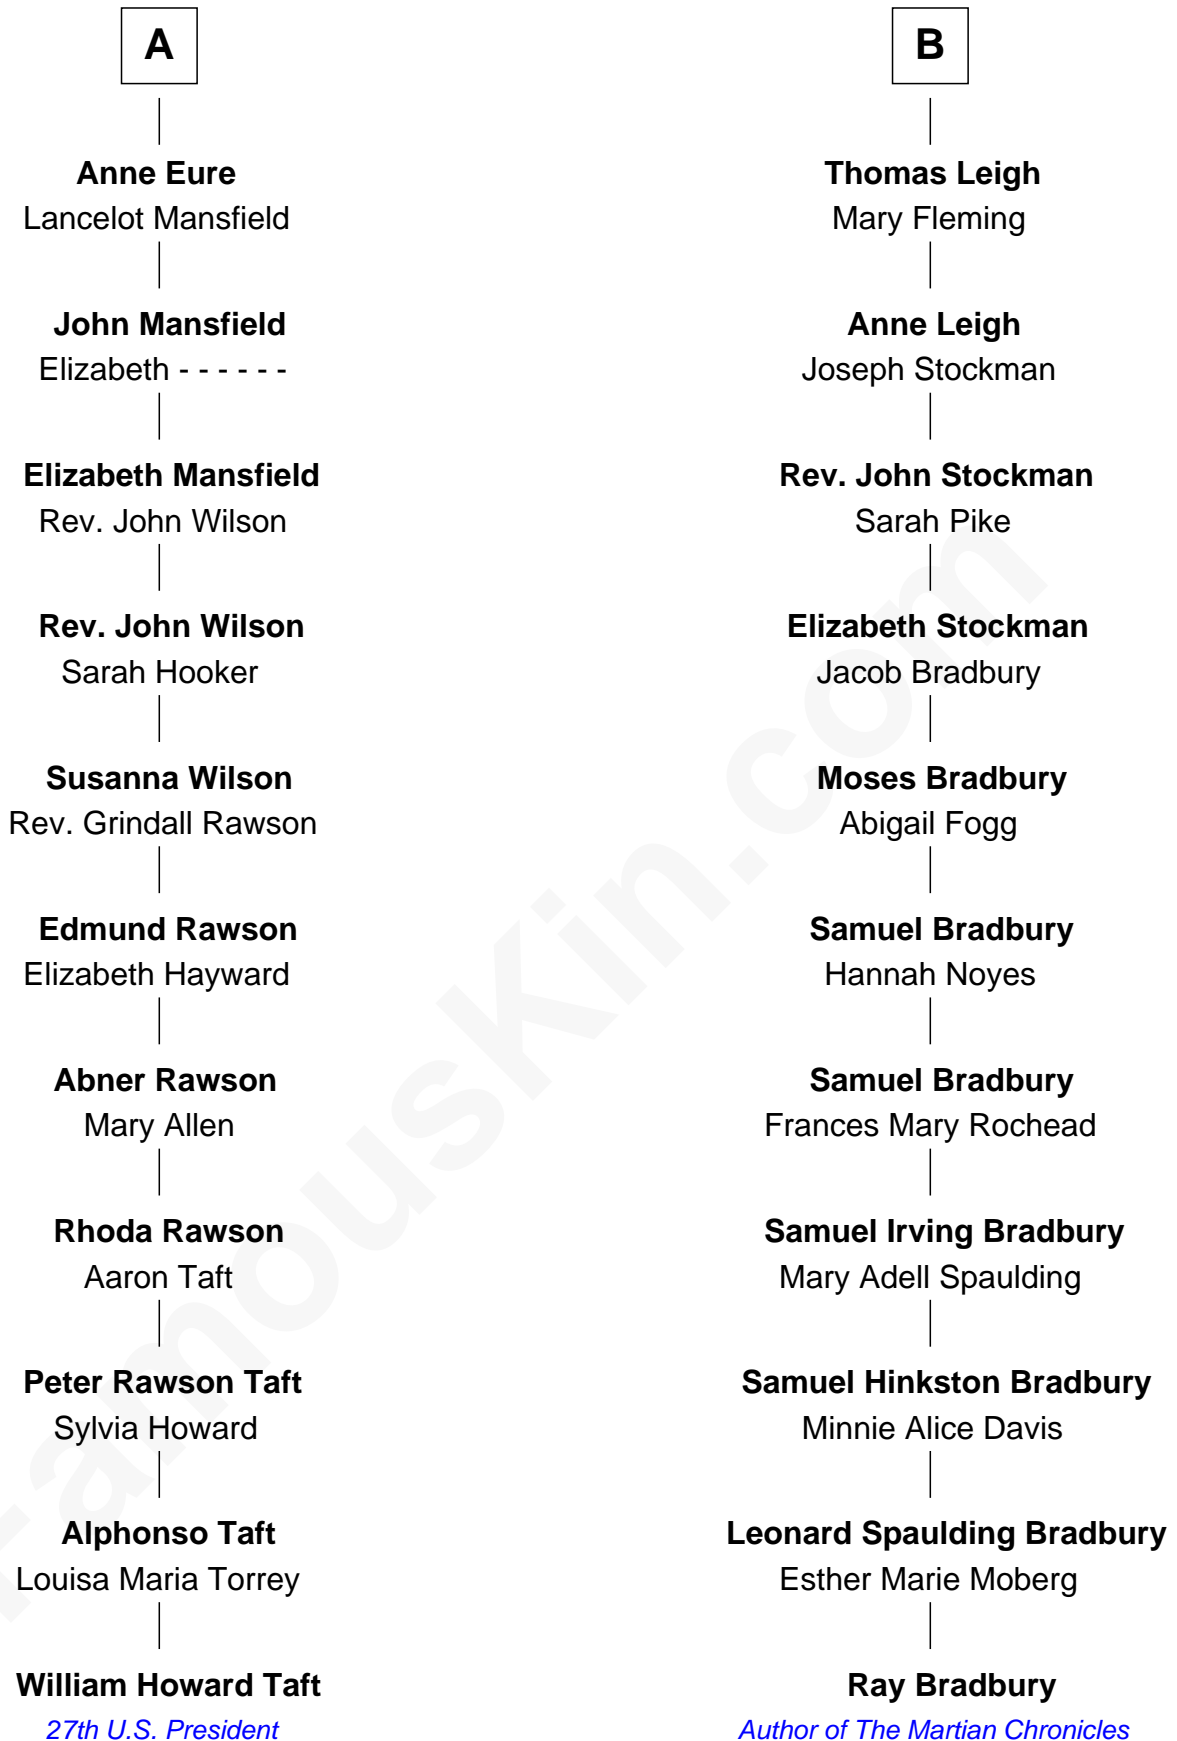 A
Anne Eure
Lancelot Mansfield
John Mansfield
Elizabeth - - - - - -
Elizabeth Mansfield
Rev. John Wilson
Rev. John Wilson
Sarah Hooker
Susanna Wilson
Rev. Grindall Rawson
Edmund Rawson
Elizabeth Hayward
Abner Rawson
Mary Allen
Rhoda Rawson
Aaron Taft
Peter Rawson Taft
Sylvia Howard
Alphonso Taft
Louisa Maria Torrey
William Howard Taft
27th U.S. President
B
Thomas Leigh
Mary Fleming
Anne Leigh
Joseph Stockman
Rev. John Stockman
Sarah Pike
Elizabeth Stockman
Jacob Bradbury
Moses Bradbury
Abigail Fogg
Samuel Bradbury
Hannah Noyes
Samuel Bradbury
Frances Mary Rochead
Samuel Irving Bradbury
Mary Adell Spaulding
Samuel Hinkston Bradbury
Minnie Alice Davis
Leonard Spaulding Bradbury
Esther Marie Moberg
Ray Bradbury
Author of The Martian Chronicles
FamousKin.com